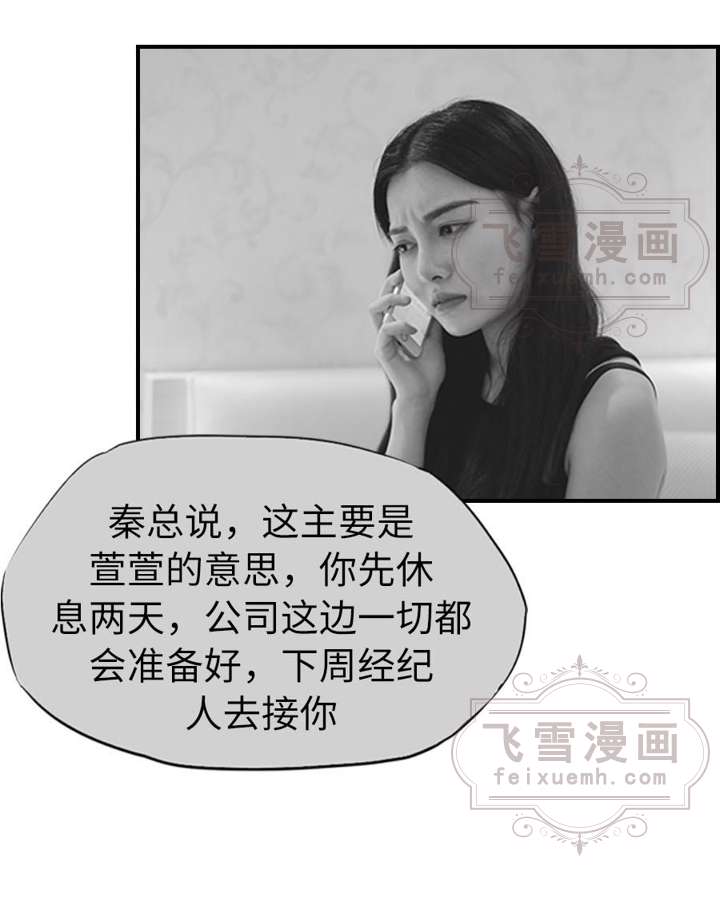 飞雪漫画
feixuemh.com
秦总说，这主要是
萱萱的意思，你先休
息两天，公司这边一切都
会准备好，下周经纪
人去接你
飞雪漫画
feixuemh.com